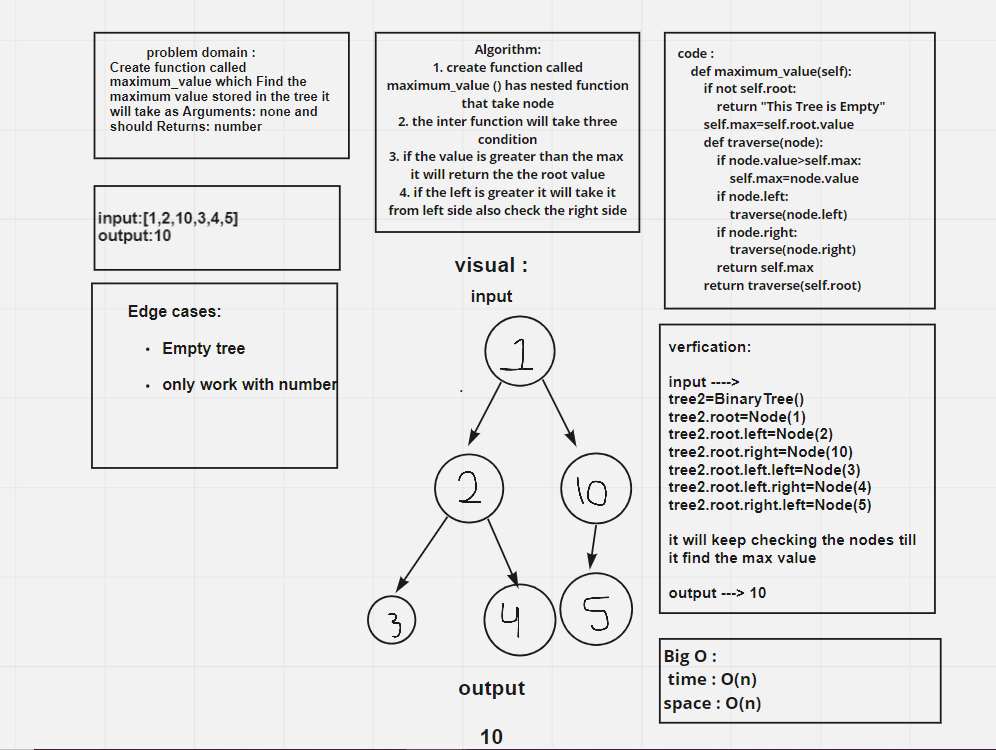 problem domain :
Create function called
maximum_value which Find the
maximum value stored in the tree it
will take as Arguments: none and
should Returns: number
input:[1,2,10,3,4,5]
output:10
Edge cases:
• Empty tree
• only work with number
Algorithm:
1. create function called
maximum_value () has nested function
that take node
2. the inter function will take three
condition
3. if the value is greater than the max
it will return the the root value
4. if the left is greater it will take it
from left side also check the right side
visual :
input
1
2
10
3
4
5
output
10
code :
def maximum_value(self):
if not self.root:
return "This Tree is Empty"
self.max=self.root.value
def traverse(node):
if node.value>self.max:
self.max=node.value
if node.left:
traverse(node.left)
if node.right:
traverse(node.right)
return self.max
return traverse(self.root)
verfication:
input ---->
tree2=BinaryTree()
tree2.root=Node(1)
tree2.root.left=Node(2)
tree2.root.right=Node(10)
tree2.root.left.left=Node(3)
tree2.root.left.right=Node(4)
tree2.root.right.left=Node(5)
it will keep checking the nodes till
it find the max value
output ---> 10
Big O :
time : O(n)
space : O(n)